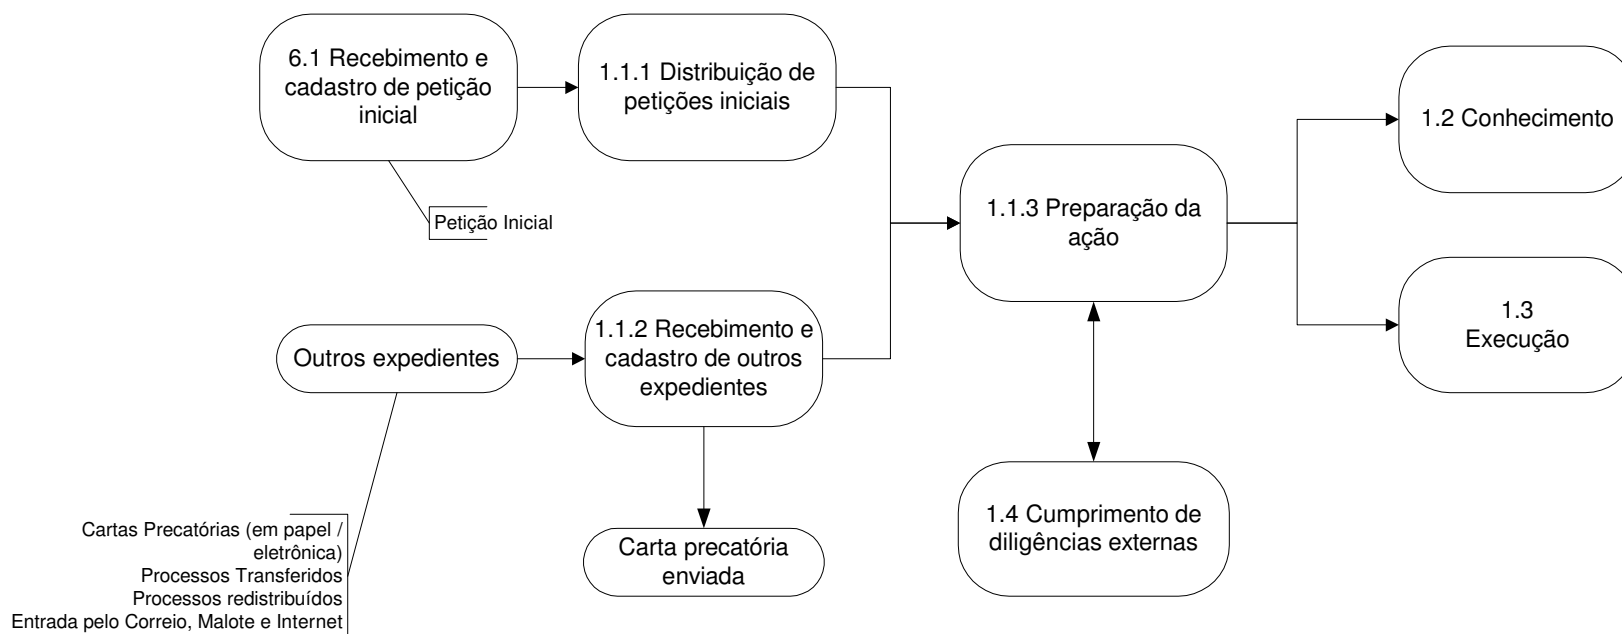 6.1 Recebimento e
cadastro de petição
inicial
1.1.1 Distribuição de
petições iniciais
1.2 Conhecimento
Petição Inicial
1.1.3 Preparação da
ação
Outros expedientes
1.1.2 Recebimento e
cadastro de outros
expedientes
1.3
Execução
Cartas Precatórias (em papel /
eletrônica)
Processos Transferidos
Processos redistribuídos
Entrada pelo Correio, Malote e Internet
Carta precatória
enviada
1.4 Cumprimento de
diligências externas